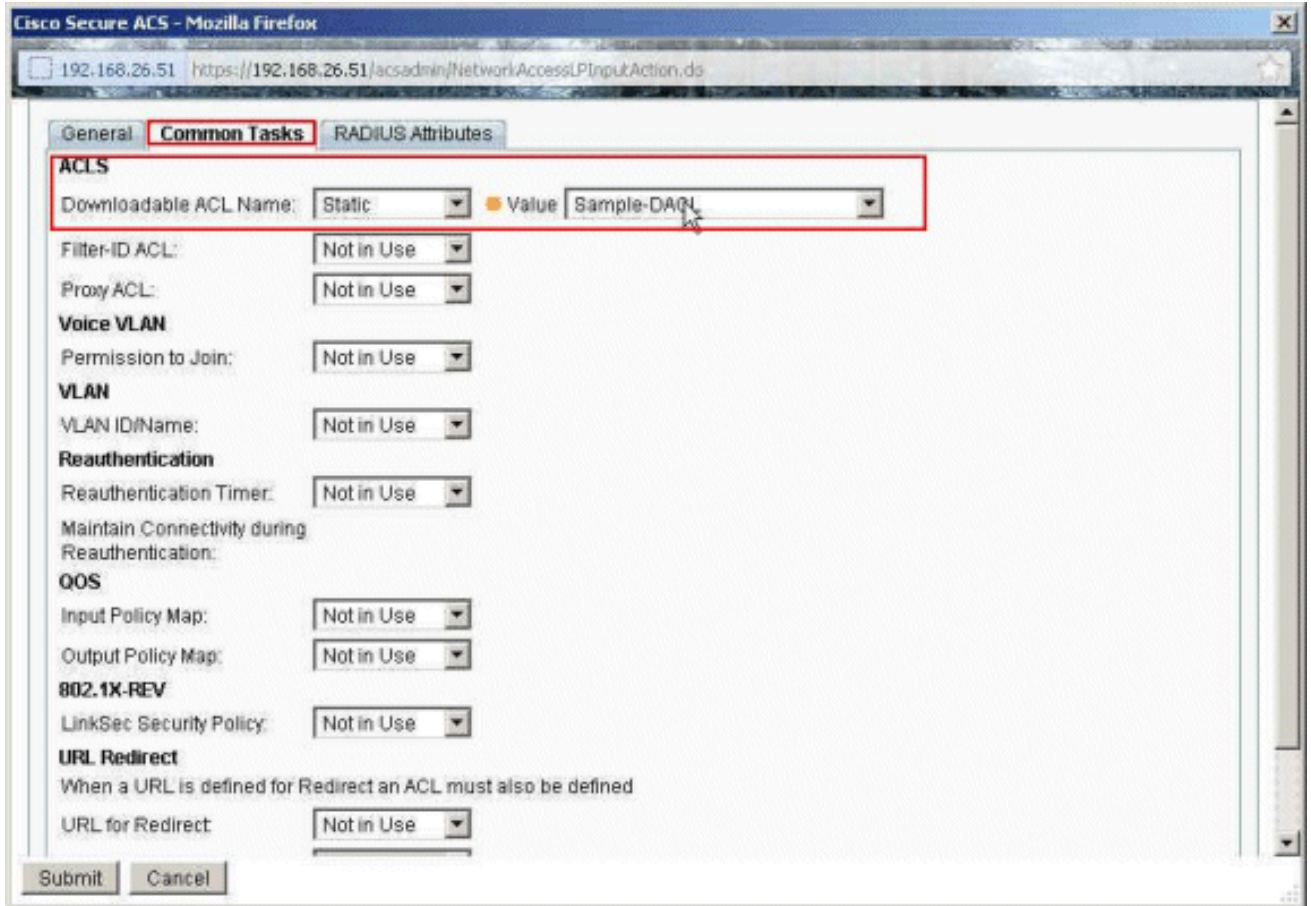 Cisco Secure ACS - Mozilla Firefox
192.168.26.51 https://192.168.26.51/acsadmin/NetworkAccessLPInputAction.do
General Common Tasks RADIUS Attributes
ACLS
Downloadable ACL Name: Static Value Sample-DACL
Filter-ID ACL: Not in Use
Proxy ACL: Not in Use
Voice VLAN
Permission to Join: Not in Use
VLAN
VLAN ID/Name: Not in Use
Reauthentication
Reauthentication Timer: Not in Use
Maintain Connectivity during
Reauthentication:
QOS
Input Policy Map: Not in Use
Output Policy Map: Not in Use
802.1X-REV
LinkSec Security Policy: Not in Use
URL Redirect
When a URL is defined for Redirect an ACL must also be defined
URL for Redirect: Not in Use
Submit Cancel